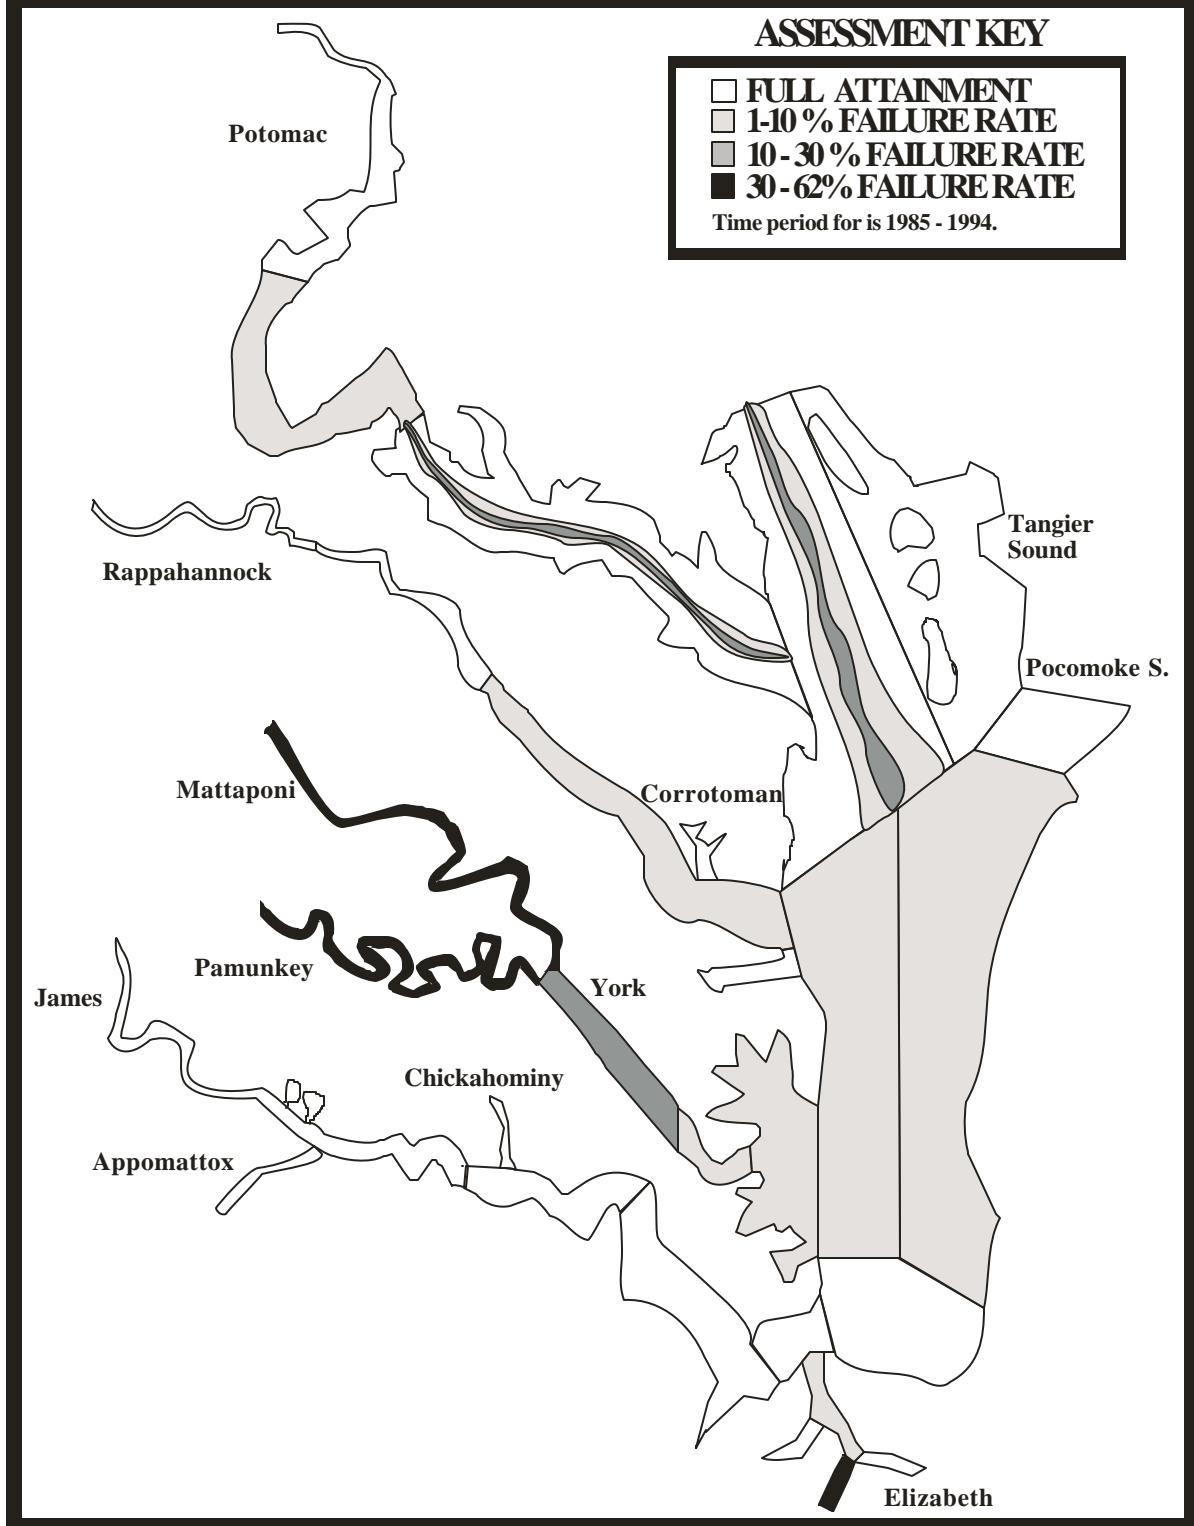 ASSESSMENT KEY
FULL ATTAINMENT
1-10 % FAILURE RATE
10 - 30 % FAILURE RATE
30 - 62% FAILURE RATE
Time period for is 1985 - 1994.
Potomac
Tangier
Sound
Rappahannock
Pocomoke S.
Mattaponi
Corrotoman
Pamunkey
York
James
Chickahominy
Appomattox
Elizabeth